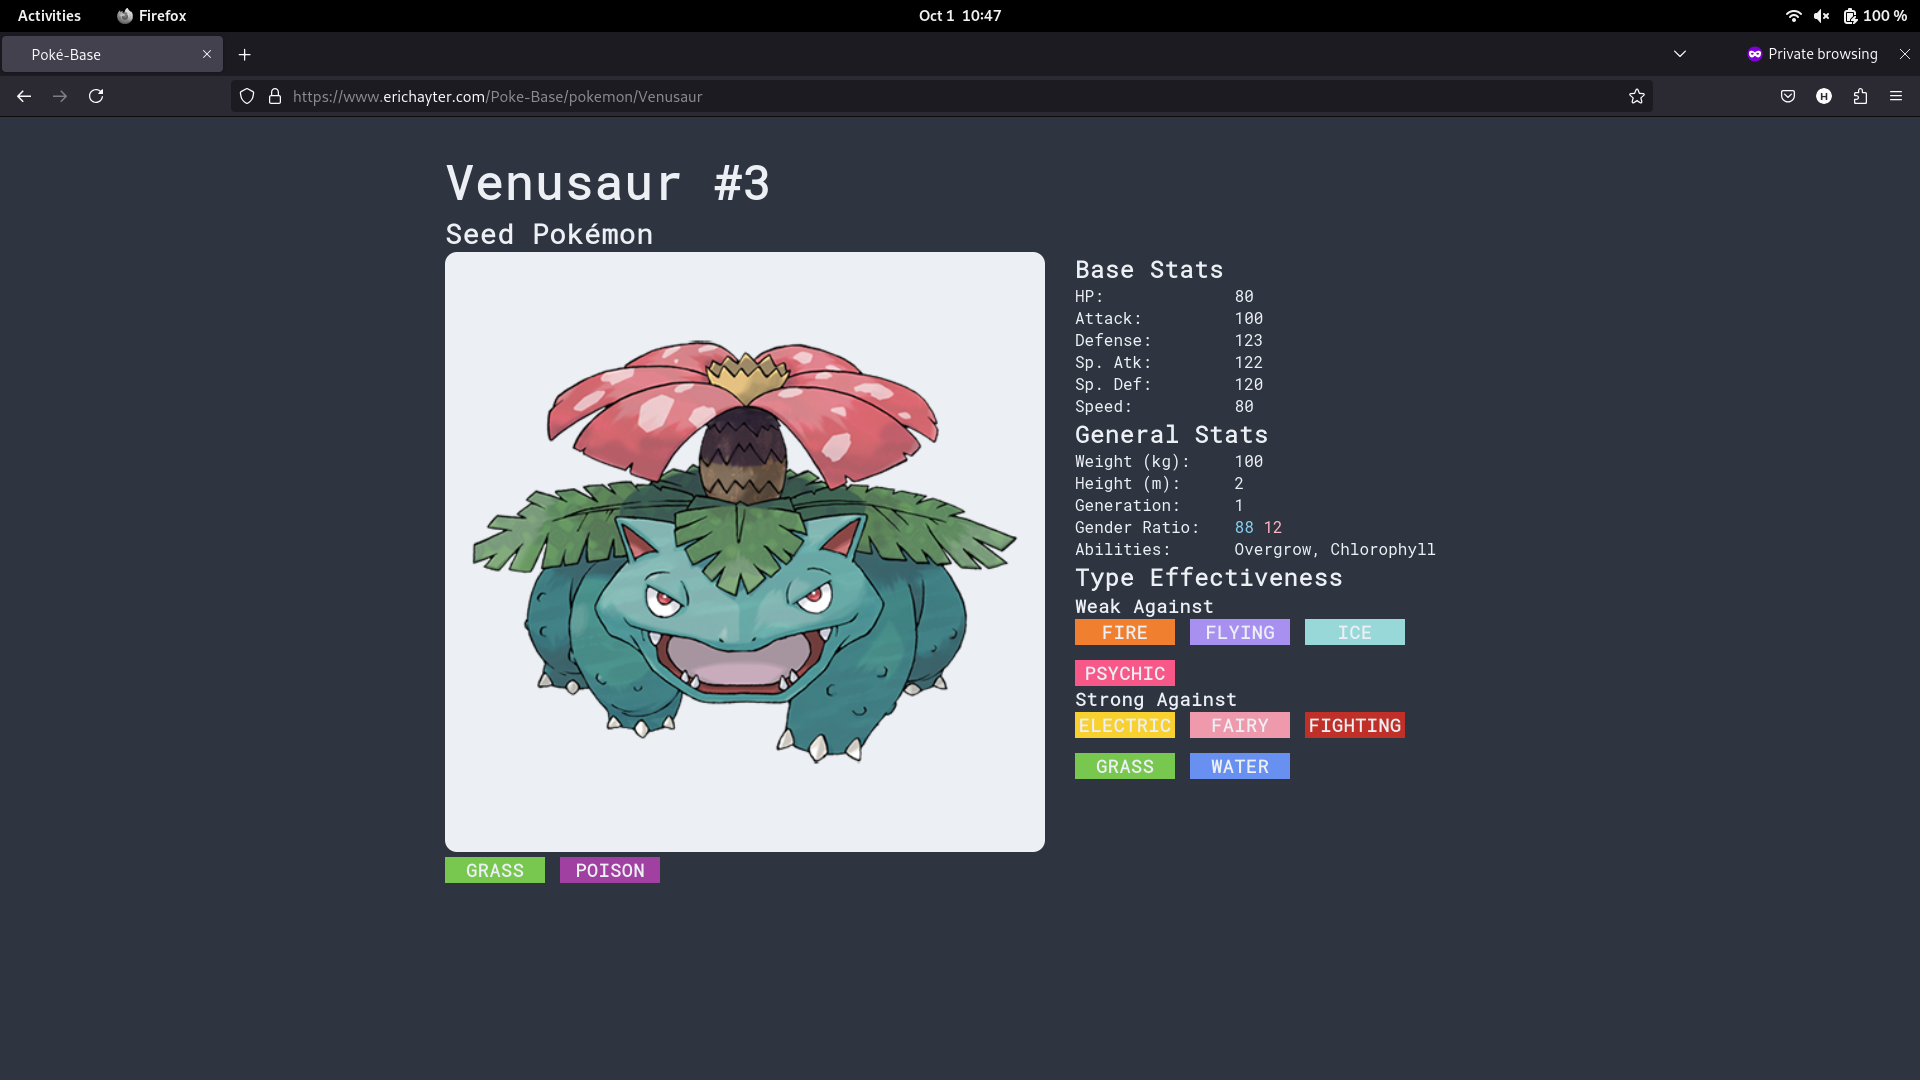 Activities Firefox Oct 1 10:47 100 %
Poké-Base Private browsing
https://www.erichayter.com/Poke-Base/pokemon/Venusaur H
Venusaur #3
Seed Pokémon
Base Stats
HP: 80
Attack: 100
Defense: 123
Sp. Atk: 122
Sp. Def: 120
Speed: 80
General Stats
Weight (kg): 100
Height (m): 2
Generation: 1
Gender Ratio: 88 12
Abilities: Overgrow, Chlorophyll
Type Effectiveness
Weak Against
FIRE FLYING ICE
PSYCHIC
Strong Against
ELECTRIC FAIRY FIGHTING
GRASS WATER
GRASS POISON